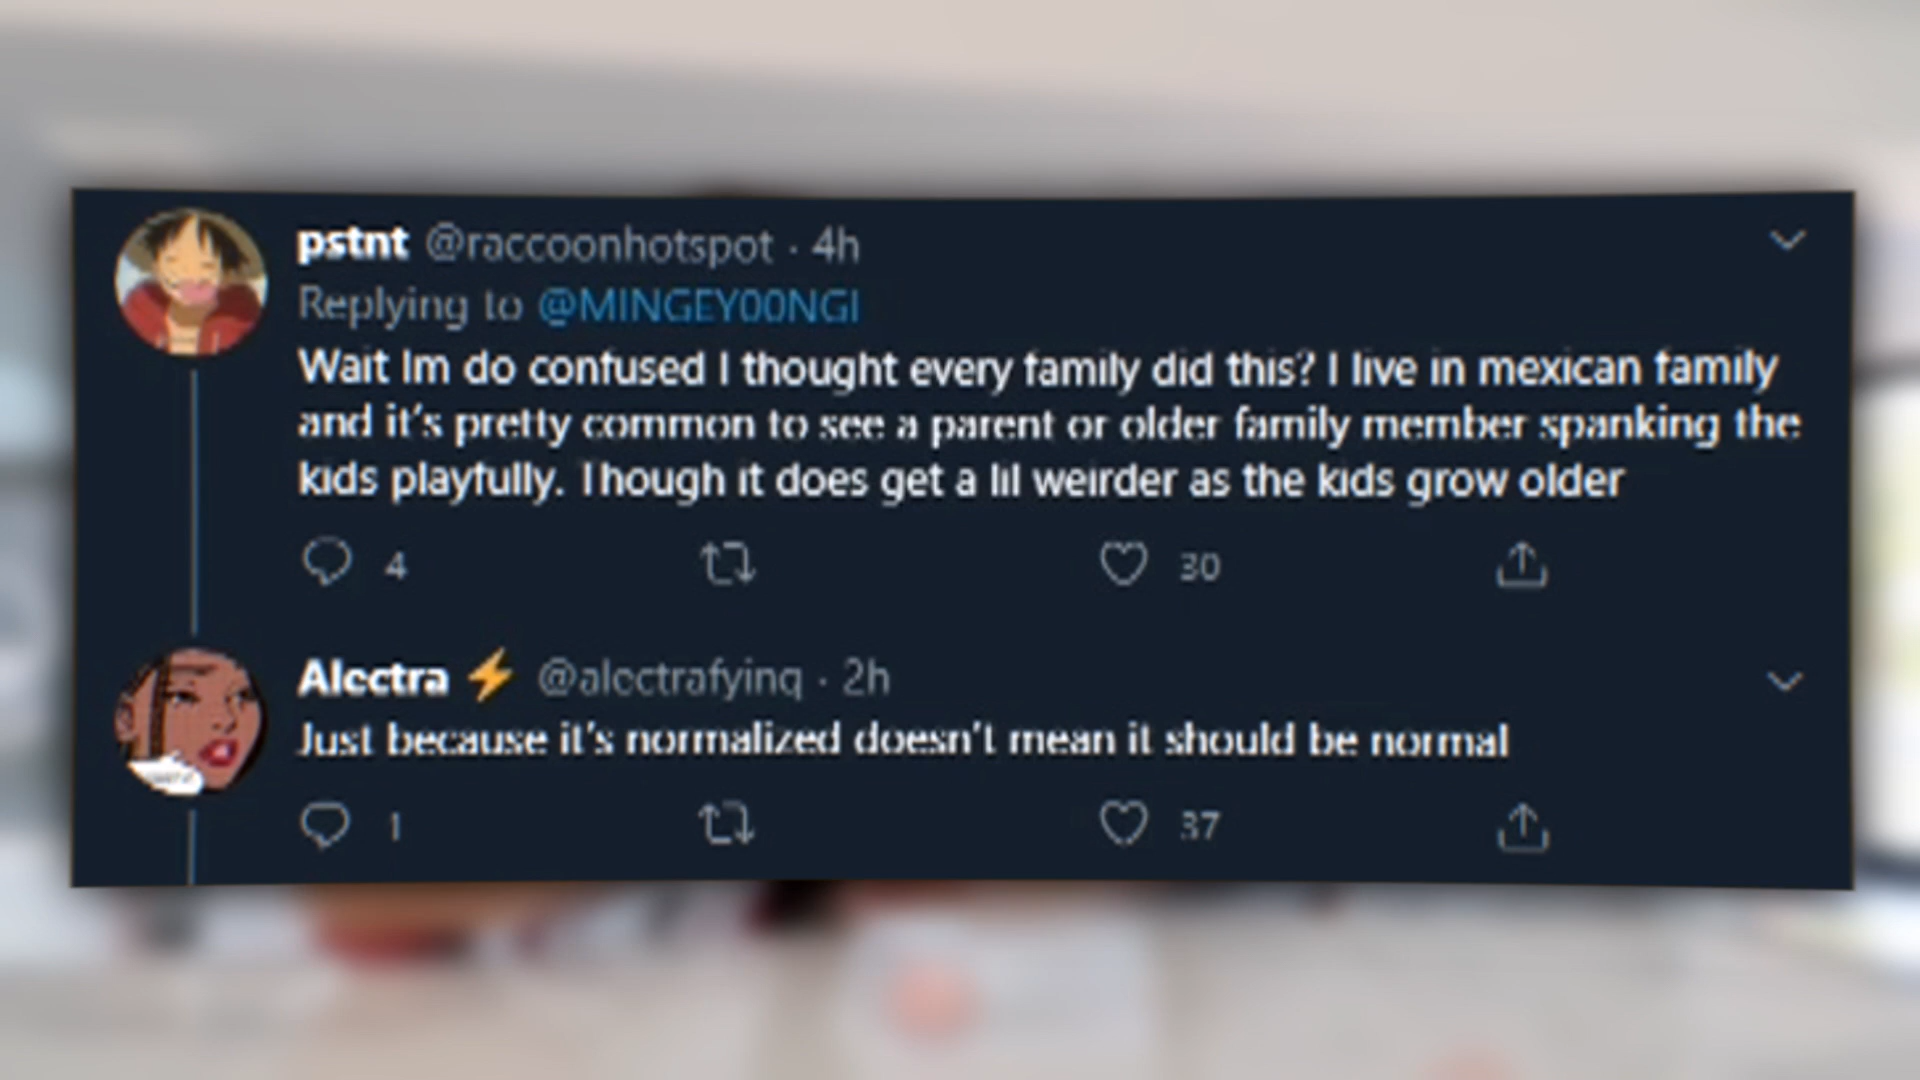 pstnt @raccoonhotspot · 4h
Replying to @MINGEY00NGI
Wait Im do confused I thought every family did this? I live in mexican family
and it's pretty common to see a parent or older family member spanking the
kids playfully. Though it does get a lil weirder as the kids grow older
4 30
Alectra ⚡ @alectrafying · 2h
Just because it's normalized doesn't mean it should be normal
1 37